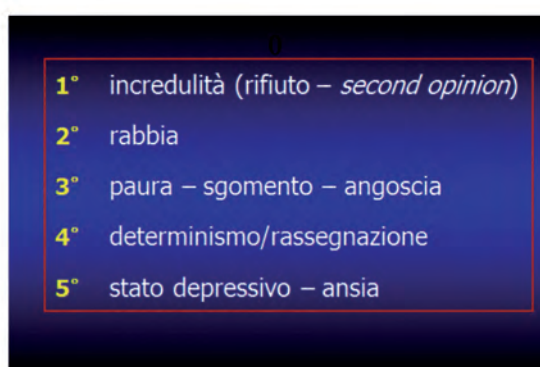 1° incredulità (rifiuto – second opinion)
2° rabbia
3° paura – sgomento – angoscia
4° determinismo/rassegnazione
5° stato depressivo – ansia